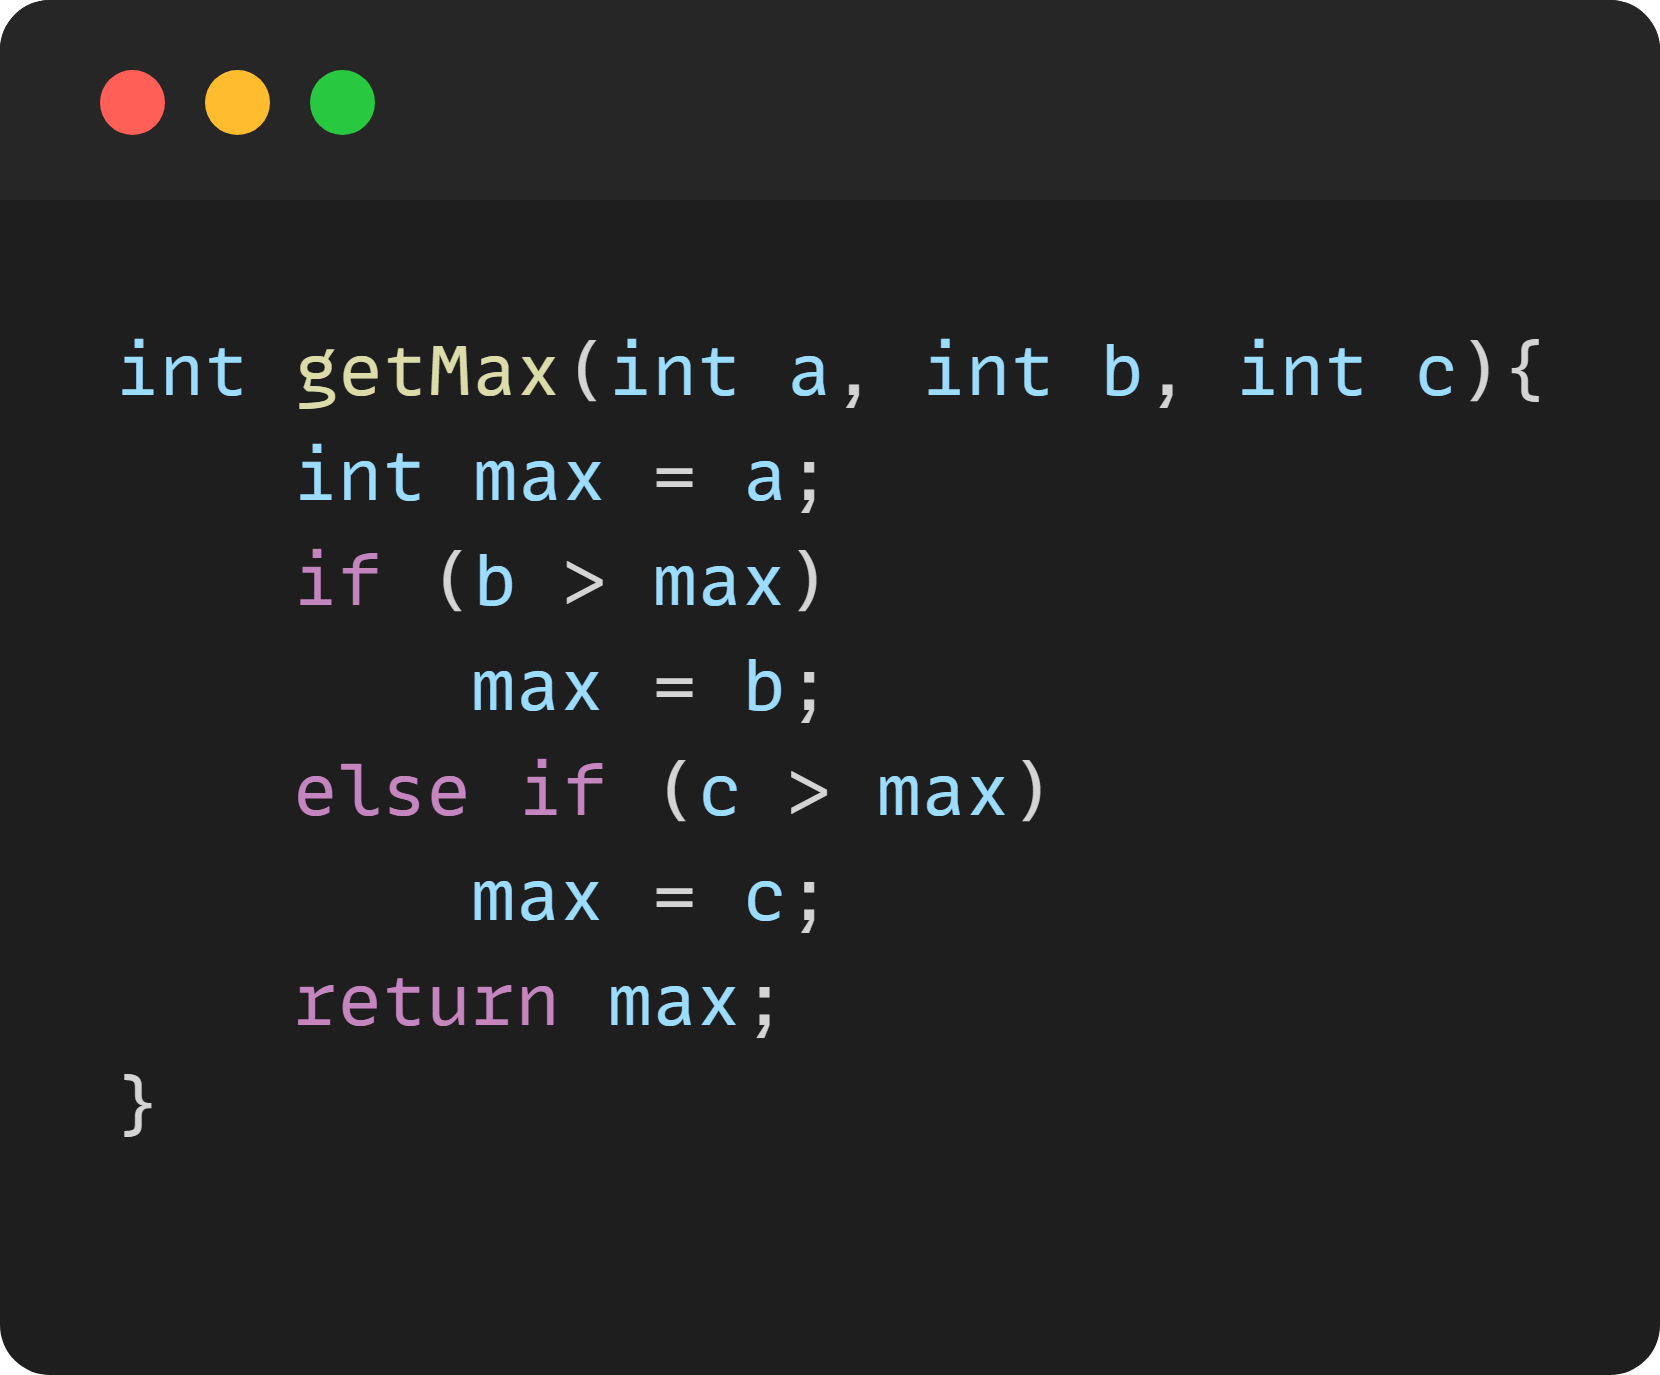 int getMax(int a, int b, int c){
    int max = a;
    if (b > max)
        max = b;
    else if (c > max)
        max = c;
    return max;
}